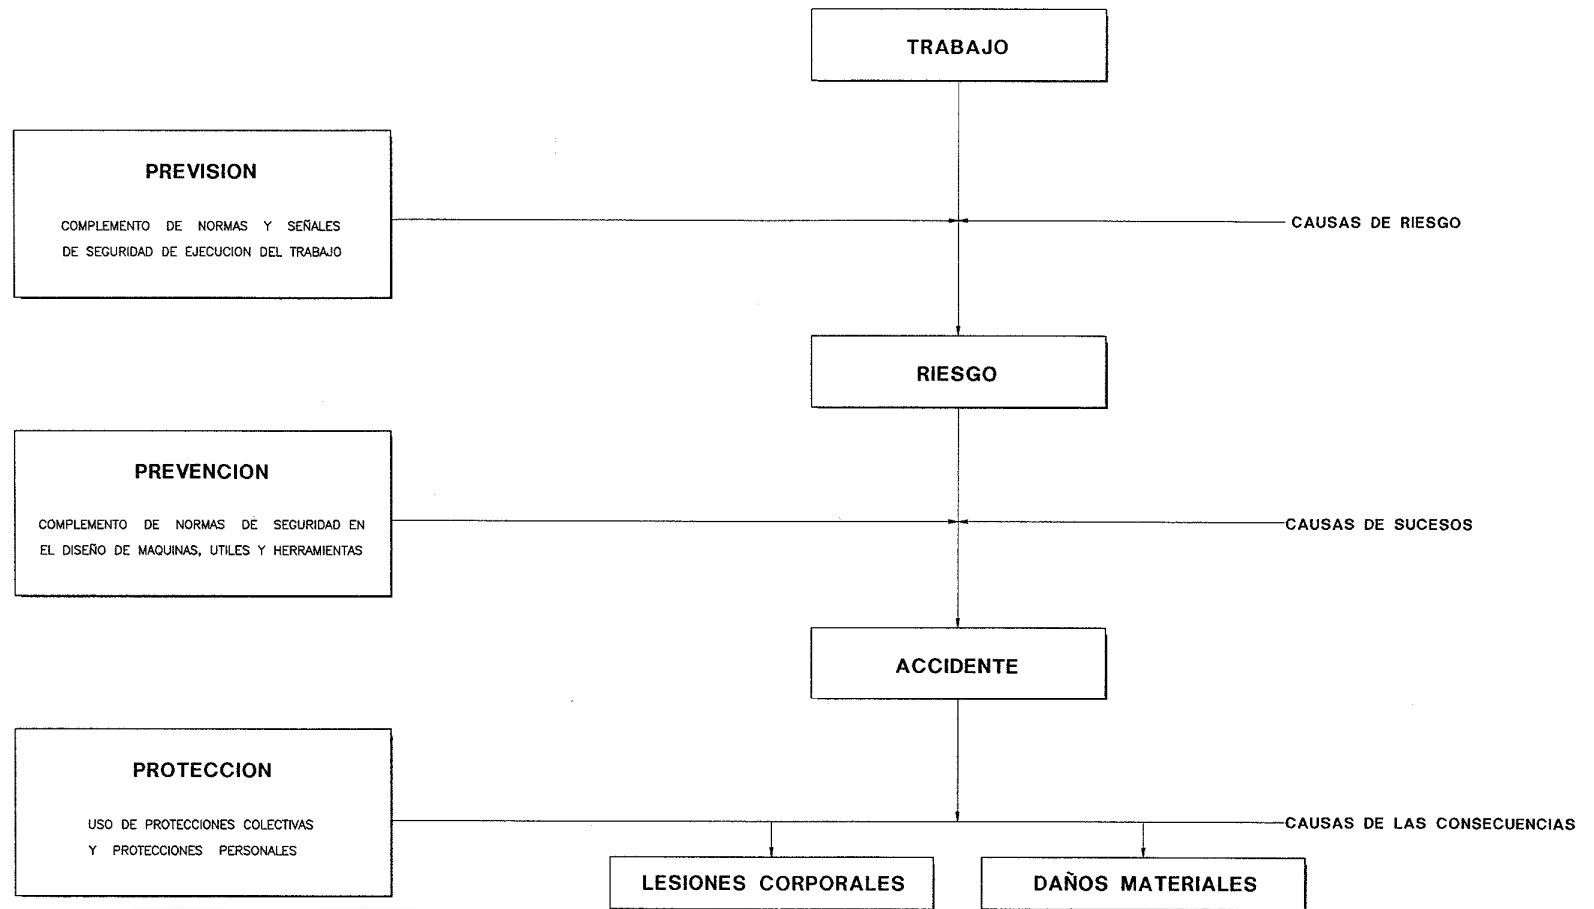 TRABAJO
PREVISION
COMPLEMENTO DE NORMAS Y SEÑALES
DE SEGURIDAD DE EJECUCION DEL TRABAJO
CAUSAS DE RIESGO
RIESGO
PREVENCION
COMPLEMENTO DE NORMAS DE SEGURIDAD EN
EL DISEÑO DE MAQUINAS, UTILES Y HERRAMIENTAS
CAUSAS DE SUCESOS
ACCIDENTE
PROTECCION
USO DE PROTECCIONES COLECTIVAS
Y PROTECCIONES PERSONALES
CAUSAS DE LAS CONSECUENCIAS
LESIONES CORPORALES
DAÑOS MATERIALES